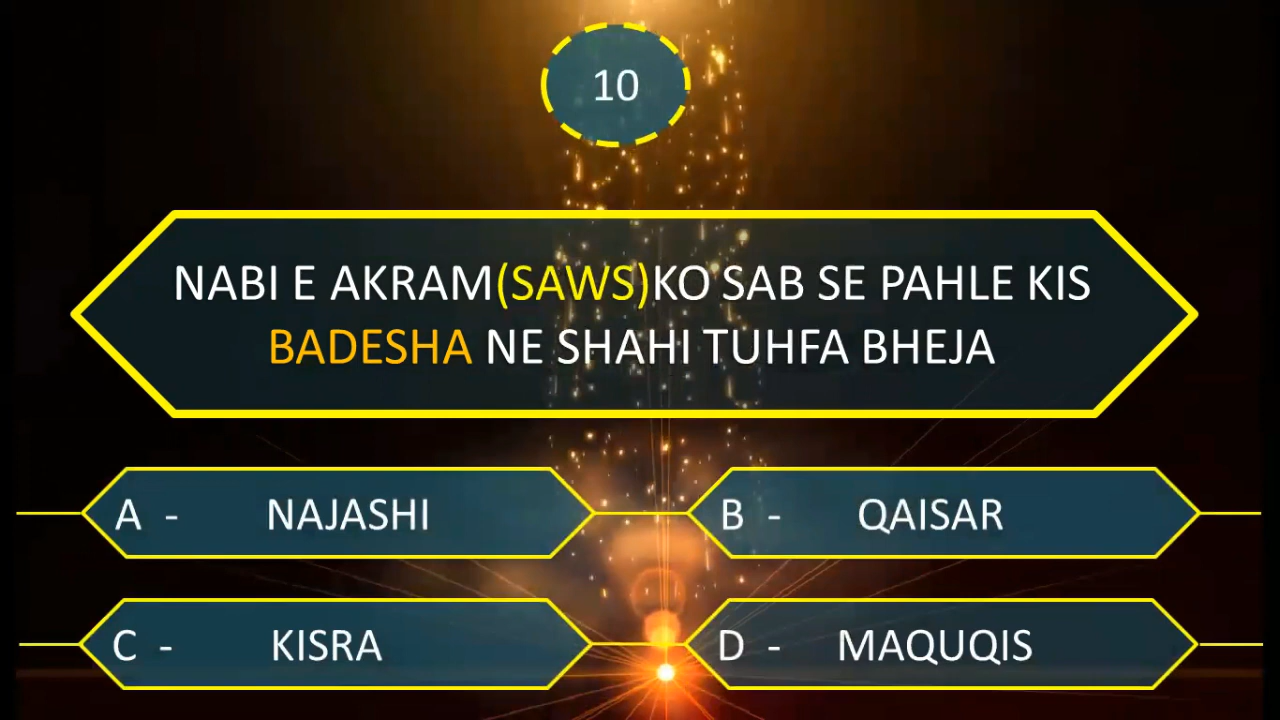 10
NABI E AKRAM(SAWS)KO SAB SE PAHLE KIS
BADESHA NE SHAHI TUHFA BHEJA
A - NAJASHI
B - QAISAR
C - KISRA
D - MAQUQIS